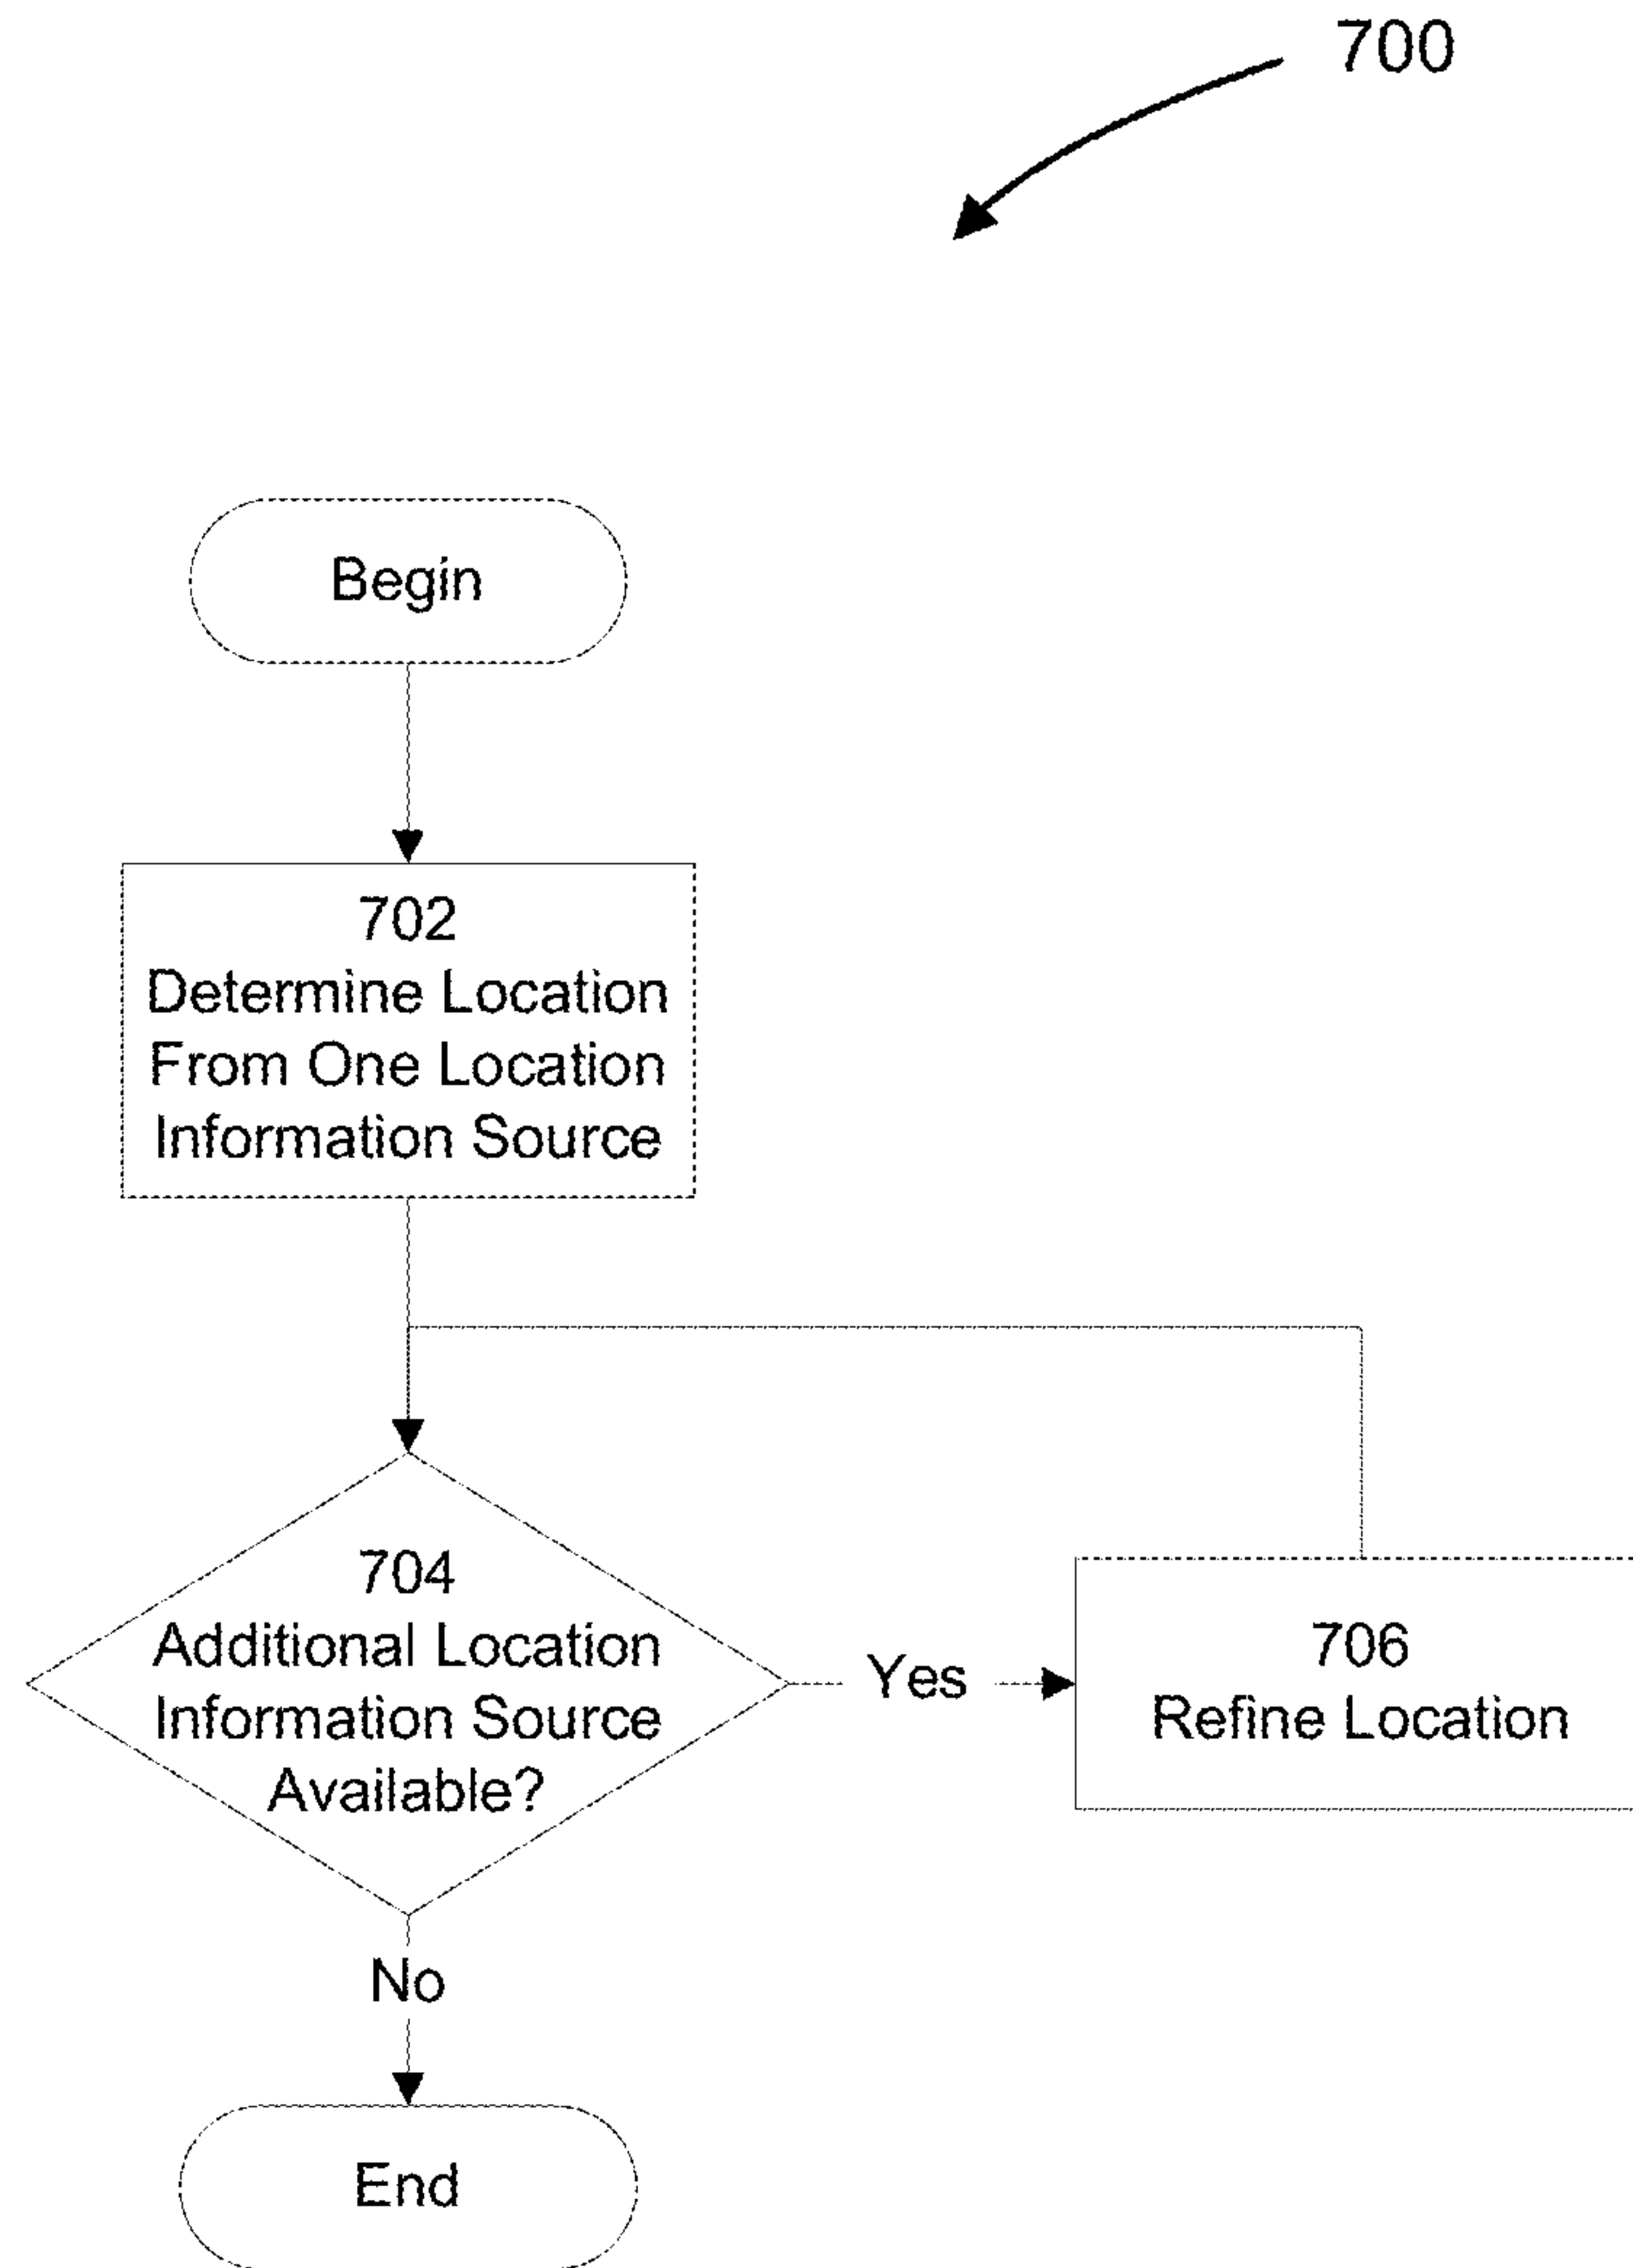 700
Begin
702
Determine Location
From One Location
Information Source
704
Additional Location
Information Source
Available?
Yes
706
Refine Location
No
End